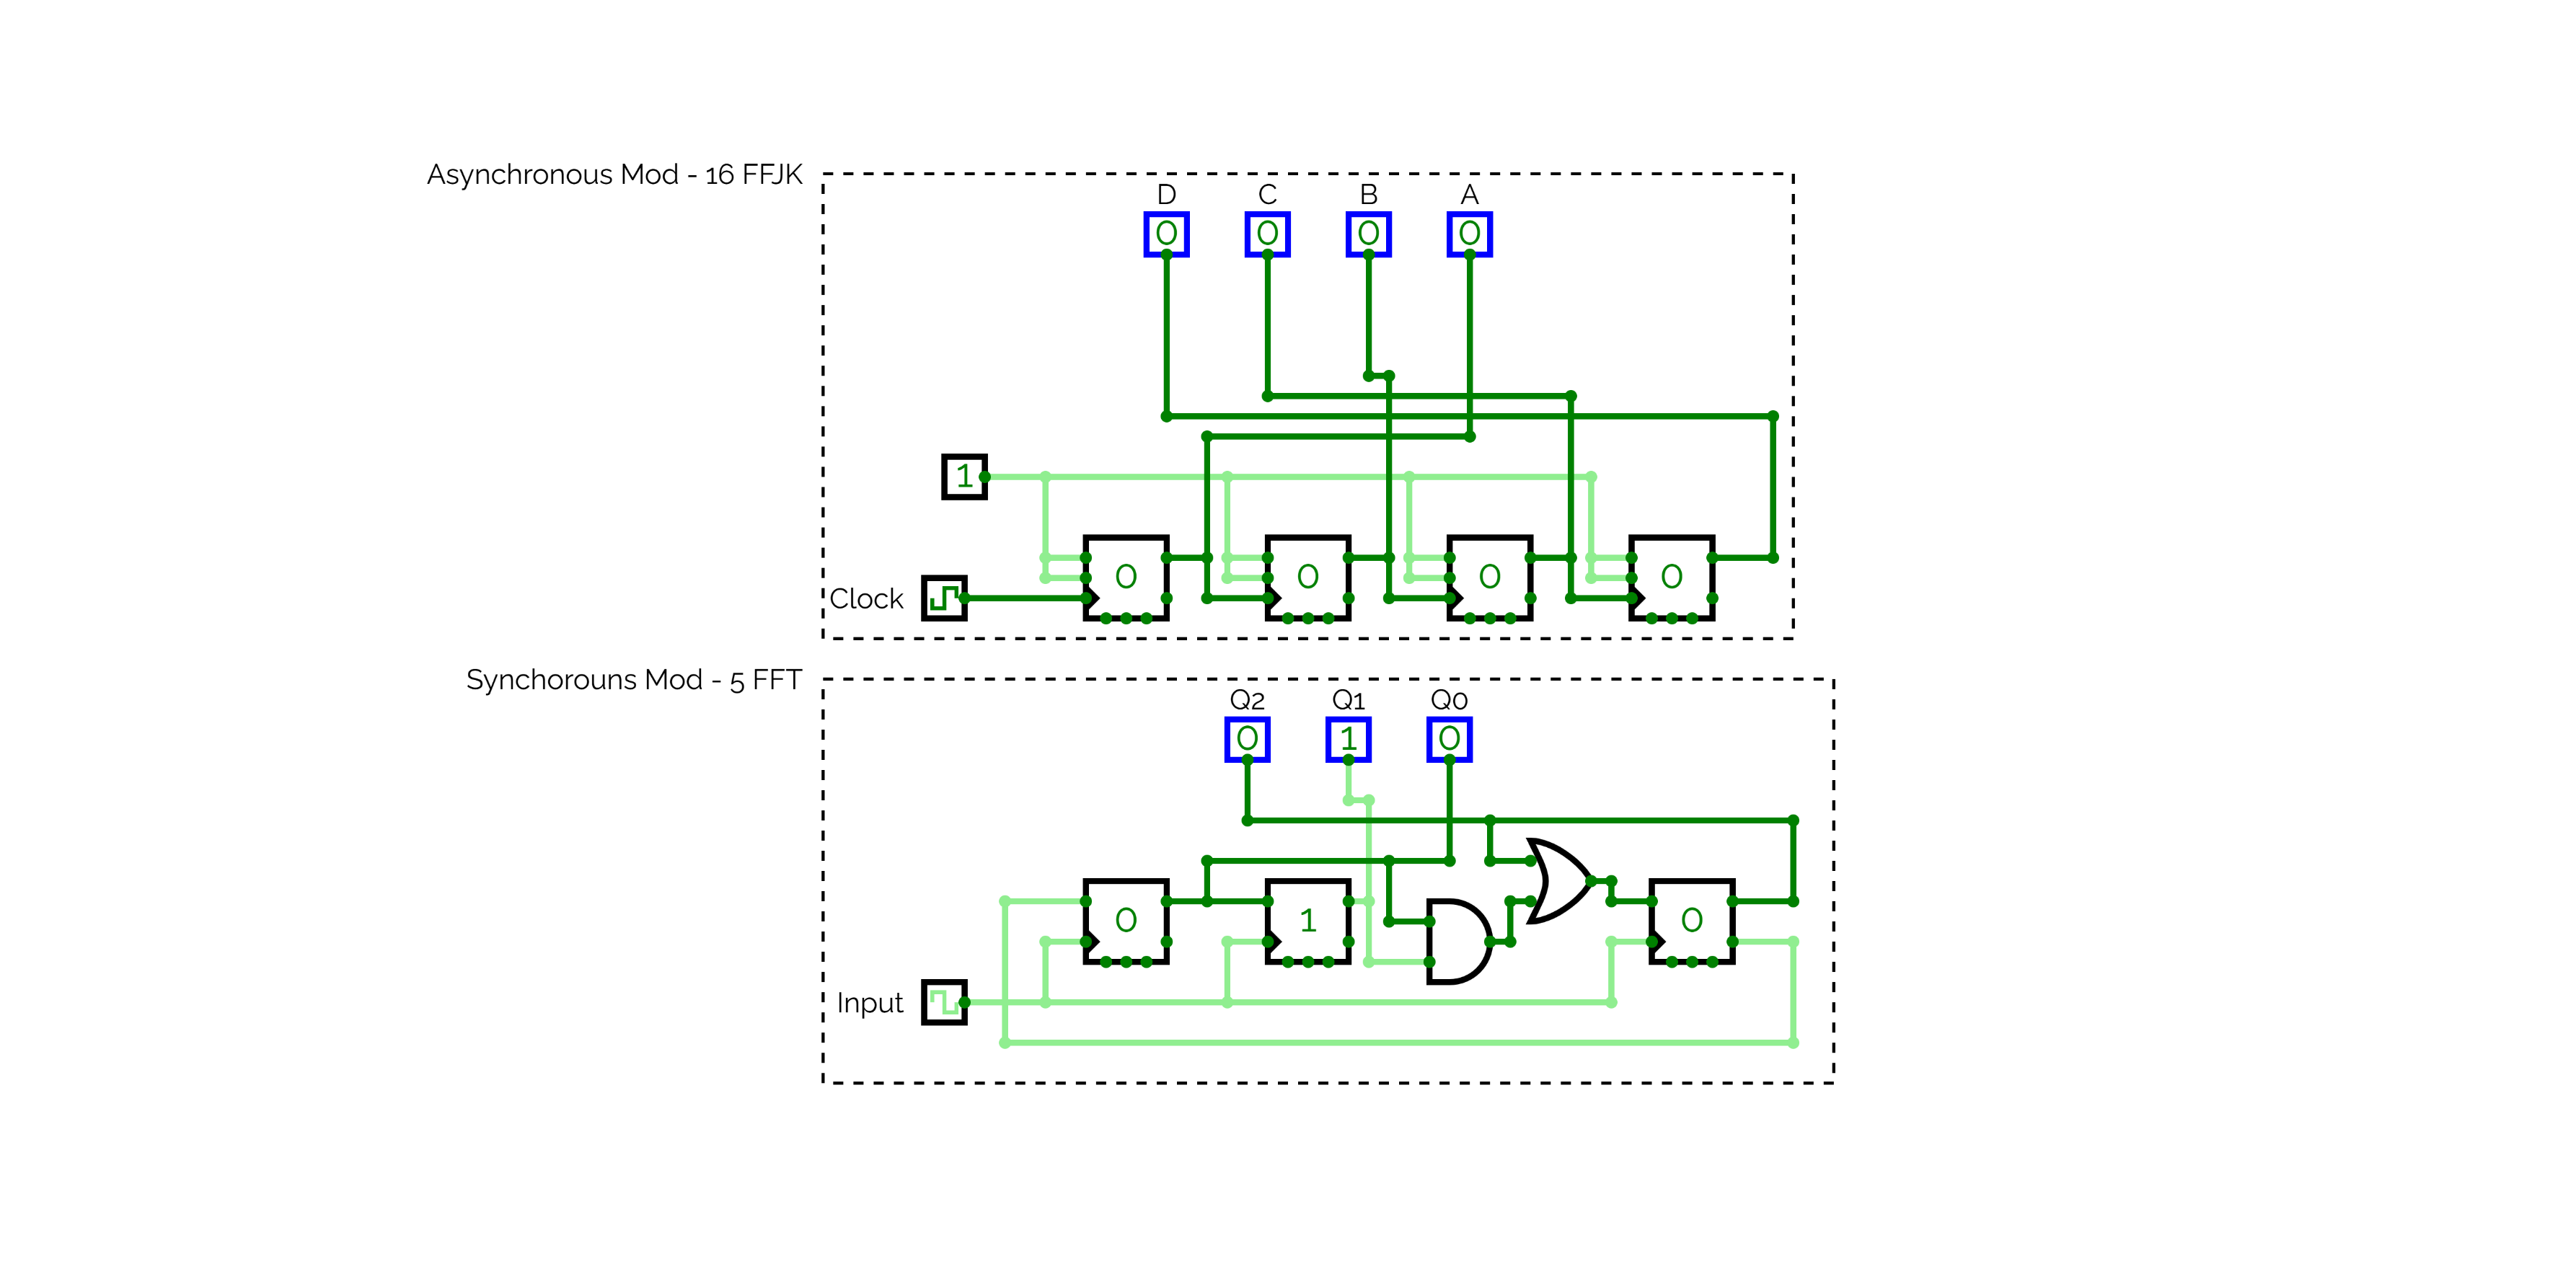 Asynchronous Mod - 16 FFJK
D C B A
0 0 0 0
1
0 0 0 0
Clock
Synchorouns Mod - 5 FFT
Q2 Q1 Q0
0 1 0
0 1 0
Input